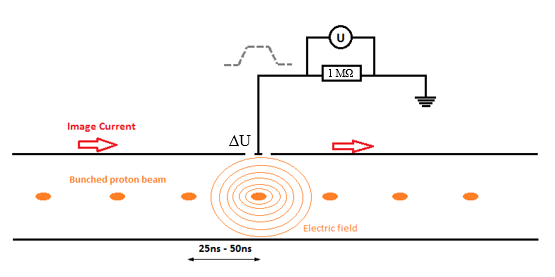 U
1 MΩ
Image Current
ΔU
Bunched proton beam
Electric field
25ns - 50ns